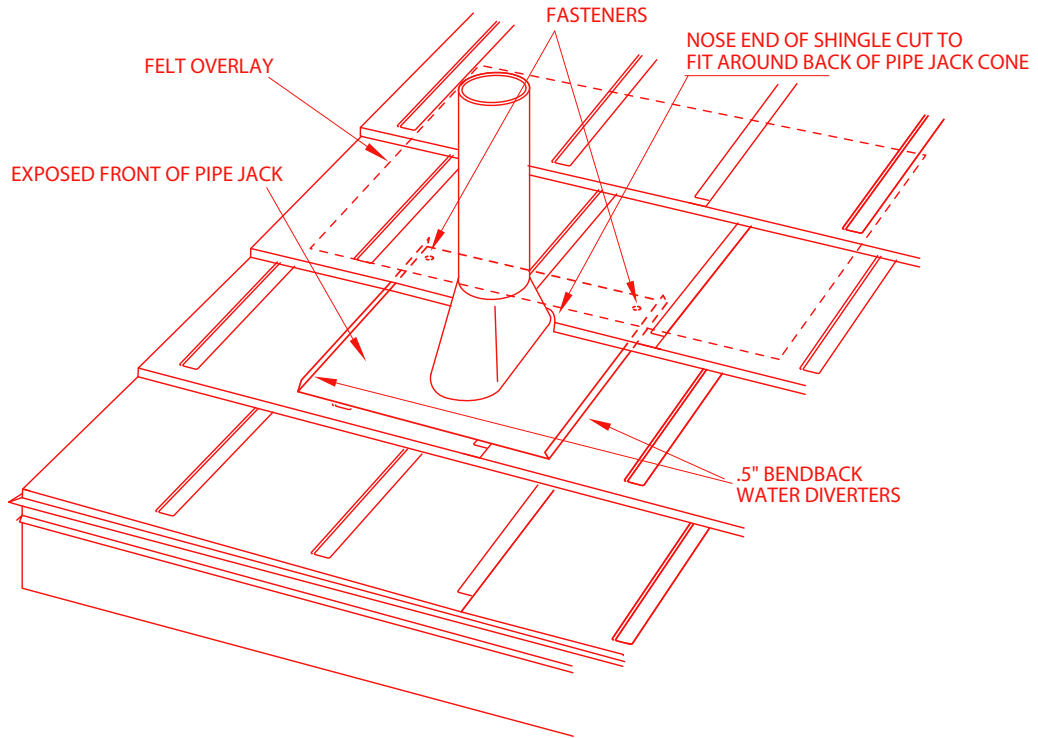 FASTENERS
NOSE END OF SHINGLE CUT TO
FIT AROUND BACK OF PIPE JACK CONE
FELT OVERLAY
EXPOSED FRONT OF PIPE JACK
.5" BENDBACK
WATER DIVERTERS